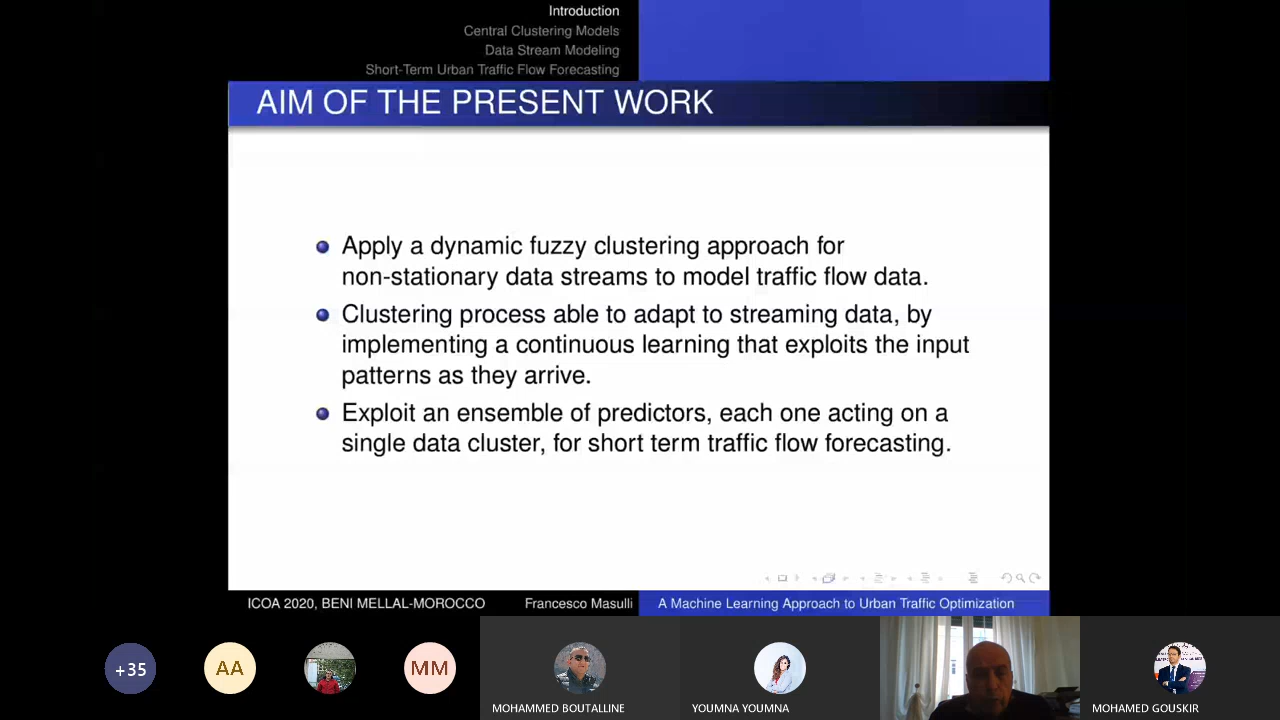 Introduction
Central Clustering Models
Data Stream Modeling
Short-Term Urban Traffic Flow Forecasting
AIM OF THE PRESENT WORK
Apply a dynamic fuzzy clustering approach for
non-stationary data streams to model traffic flow data.
Clustering process able to adapt to streaming data, by
implementing a continuous learning that exploits the input
patterns as they arrive.
Exploit an ensemble of predictors, each one acting on a
single data cluster, for short term traffic flow forecasting.
ICOA 2020, BENI MELLAL-MOROCCO Francesco Masulli A Machine Learning Approach to Urban Traffic Optimization
+35 AA MM
MOHAMMED BOUTALLINE YOUMNA YOUMNA MOHAMED GOUSKIR